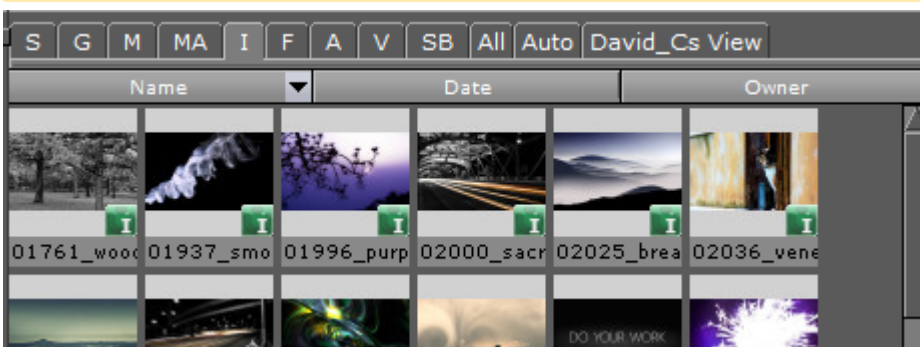 S G M MA I F A V SB All Auto David_Cs View
Name Date Owner
I I I I I I
01761_wood 01937_smo 01996_purp 02000_sacr 02025_brea 02036_vene
DO YOUR WORK